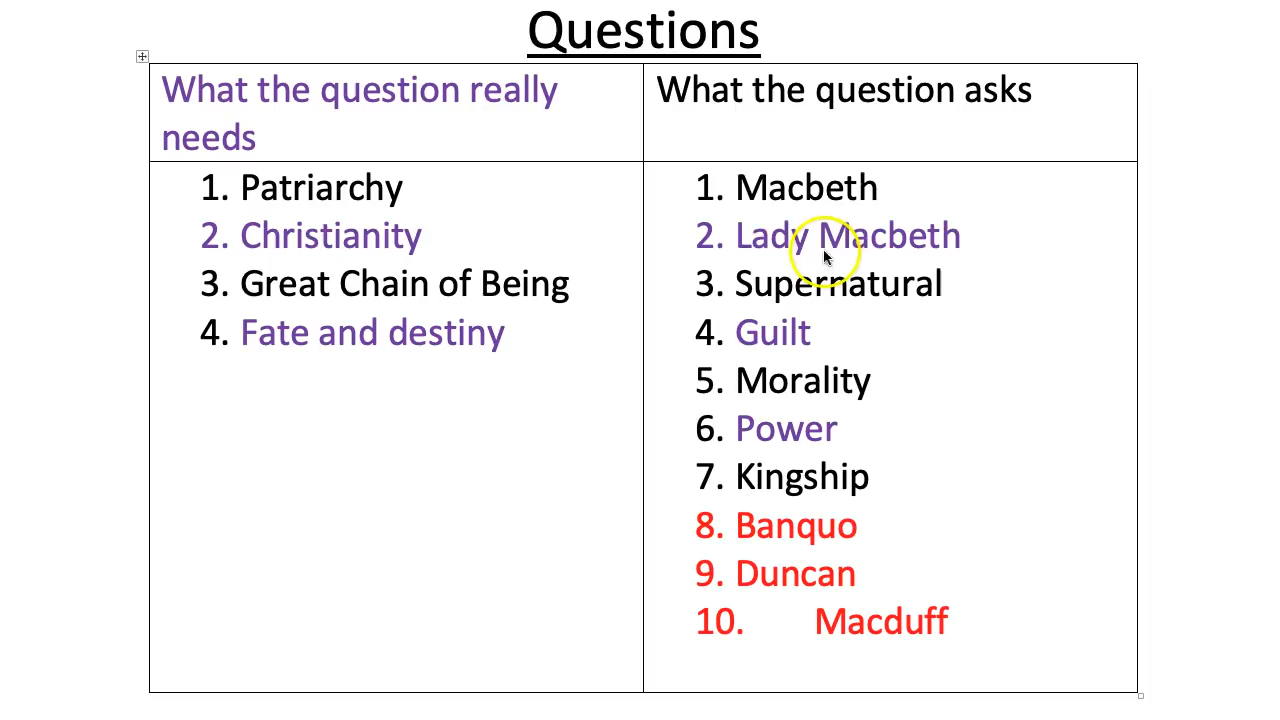 Questions
What the question really
needs
What the question asks
1. Patriarchy
2. Christianity
3. Great Chain of Being
4. Fate and destiny
1. Macbeth
2. Lady Macbeth
3. Supernatural
4. Guilt
5. Morality
6. Power
7. Kingship
8. Banquo
9. Duncan
10. Macduff